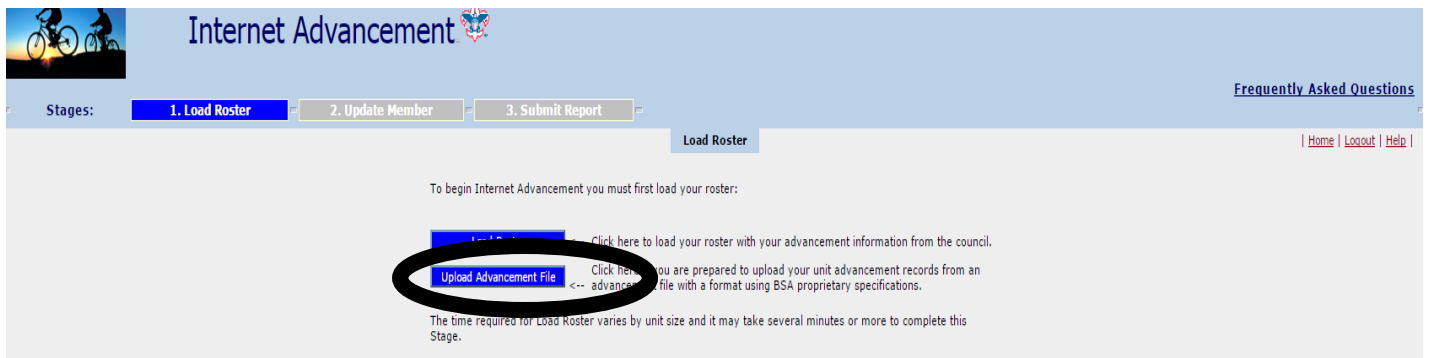 Internet Advancement
Frequently Asked Questions
Stages: 1. Load Roster 2. Update Member 3. Submit Report
Load Roster
| Home | Logout | Help |
To begin Internet Advancement you must first load your roster:
<-- Click here to load your roster with your advancement information from the council.
Upload Advancement File
Click here you are prepared to upload your unit advancement records from an
<-- file with a format using BSA proprietary specifications.
The time required for Load Roster varies by unit size and it may take several minutes or more to complete this
Stage.